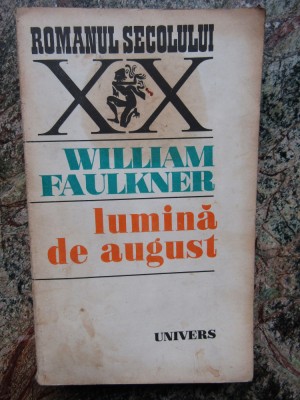 ROMANUL SECOLULUI
XX
WILLIAM
FAULKNER
lumină
de august
UNIVERS